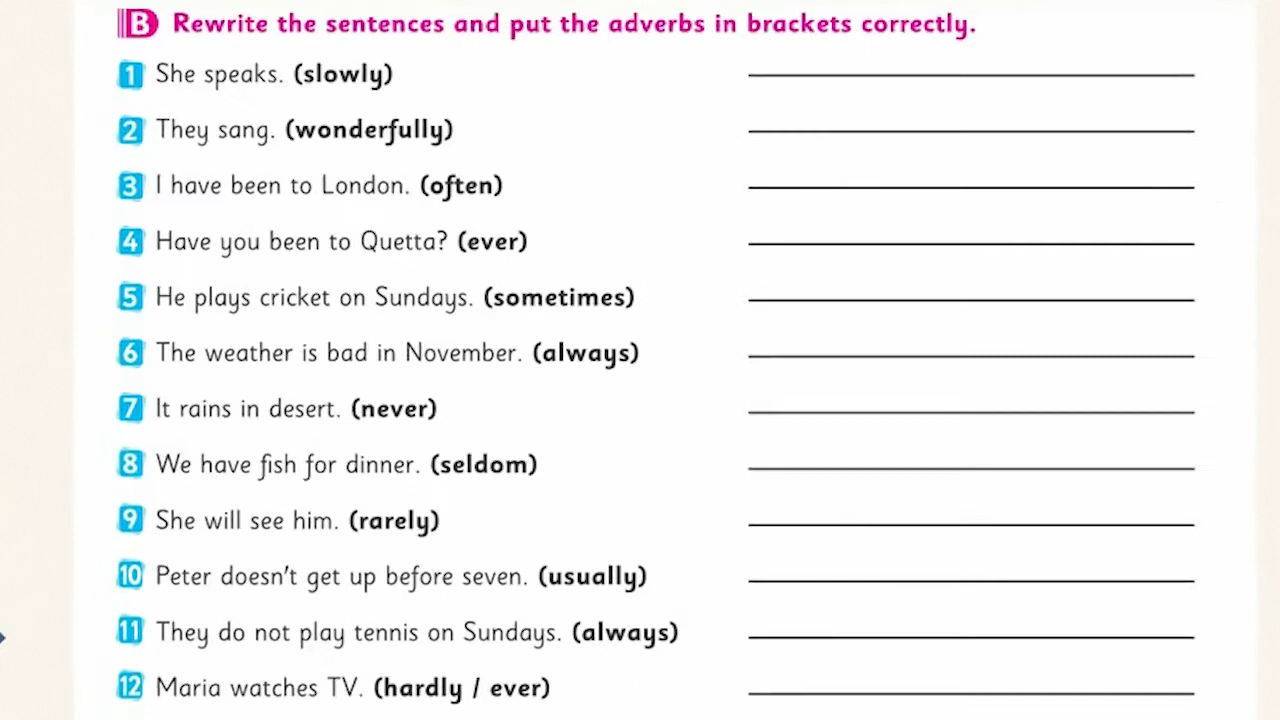 B Rewrite the sentences and put the adverbs in brackets correctly.
1 She speaks. (slowly)
2 They sang. (wonderfully)
3 I have been to London. (often)
4 Have you been to Quetta? (ever)
5 He plays cricket on Sundays. (sometimes)
6 The weather is bad in November. (always)
7 It rains in desert. (never)
8 We have fish for dinner. (seldom)
9 She will see him. (rarely)
10 Peter doesn't get up before seven. (usually)
11 They do not play tennis on Sundays. (always)
12 Maria watches TV. (hardly / ever)